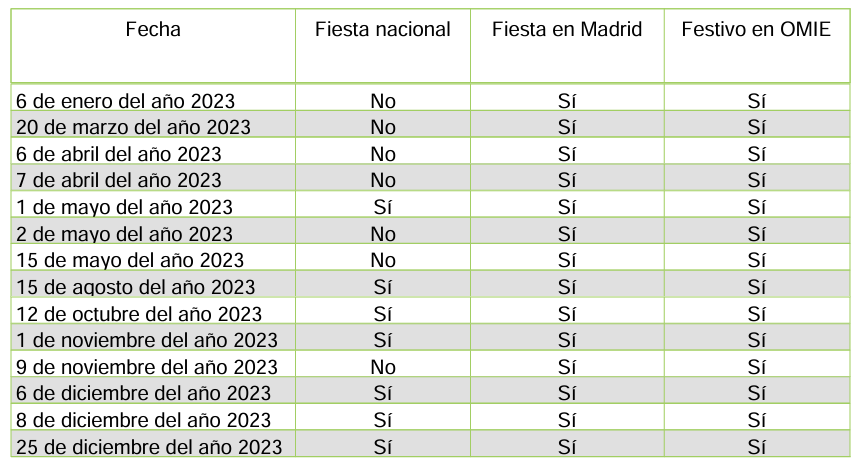 Fecha Fiesta nacional Fiesta en Madrid Festivo en OMIE
6 de enero del año 2023 No Sí Sí
20 de marzo del año 2023 No Sí Sí
6 de abril del año 2023 No Sí Sí
7 de abril del año 2023 No Sí Sí
1 de mayo del año 2023 Sí Sí Sí
2 de mayo del año 2023 No Sí Sí
15 de mayo del año 2023 No Sí Sí
15 de agosto del año 2023 Sí Sí Sí
12 de octubre del año 2023 Sí Sí Sí
1 de noviembre del año 2023 Sí Sí Sí
9 de noviembre del año 2023 No Sí Sí
6 de diciembre del año 2023 Sí Sí Sí
8 de diciembre del año 2023 Sí Sí Sí
25 de diciembre del año 2023 Sí Sí Sí